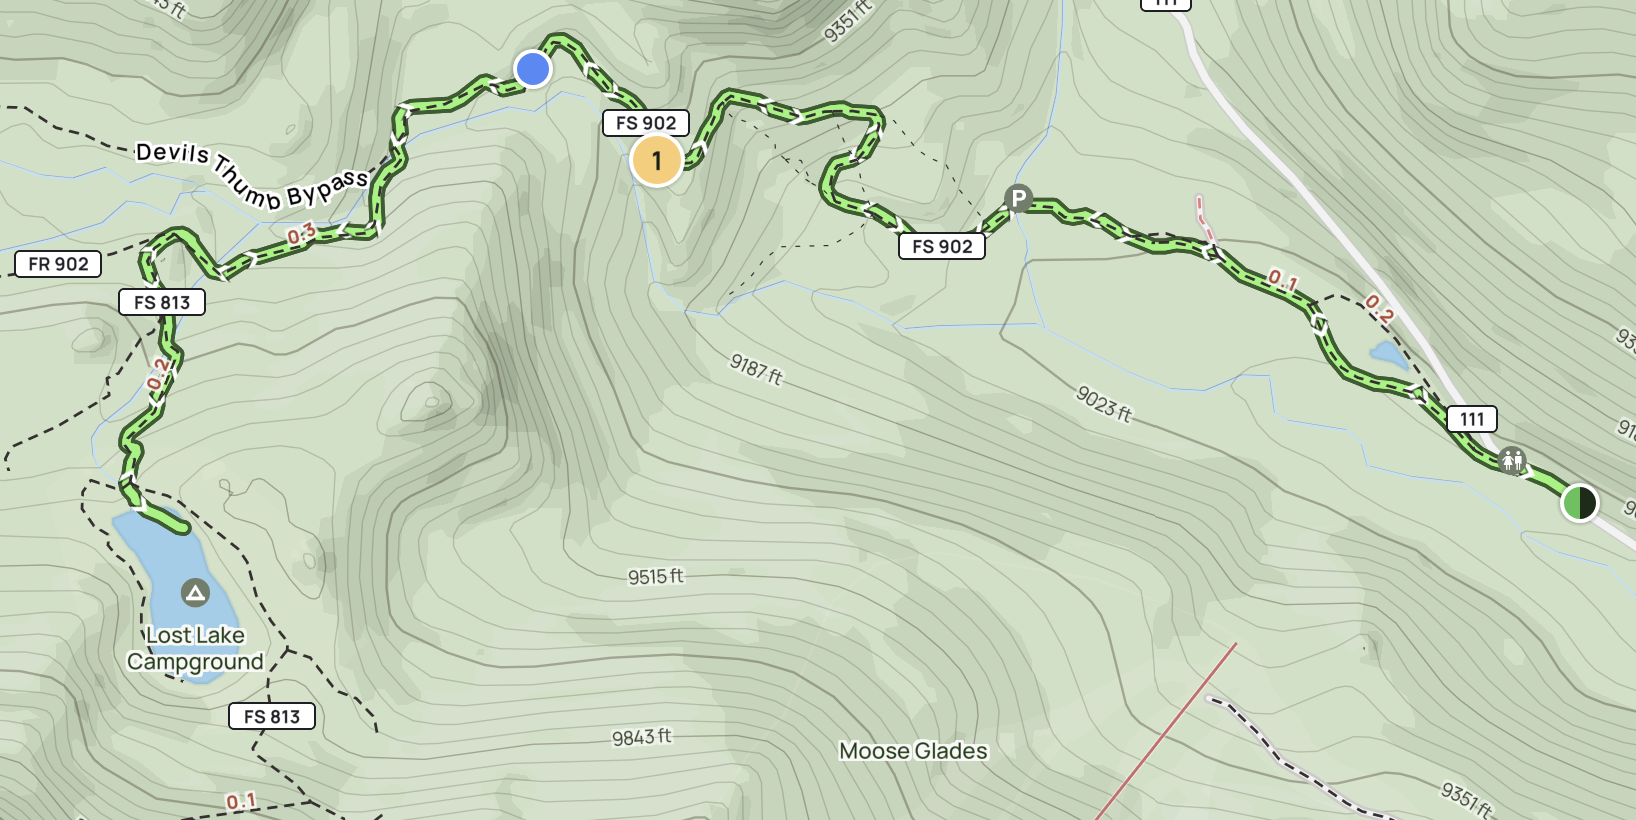 9351 ft
111
FS 902
1
P
Devils Thumb Bypass
0.3
FR 902
FS 902
FS 813
0.1
0.2
9187 ft
9023 ft
0.2
111
9515 ft
Lost Lake
Campground
FS 813
9843 ft
Moose Glades
0.1
9351 ft